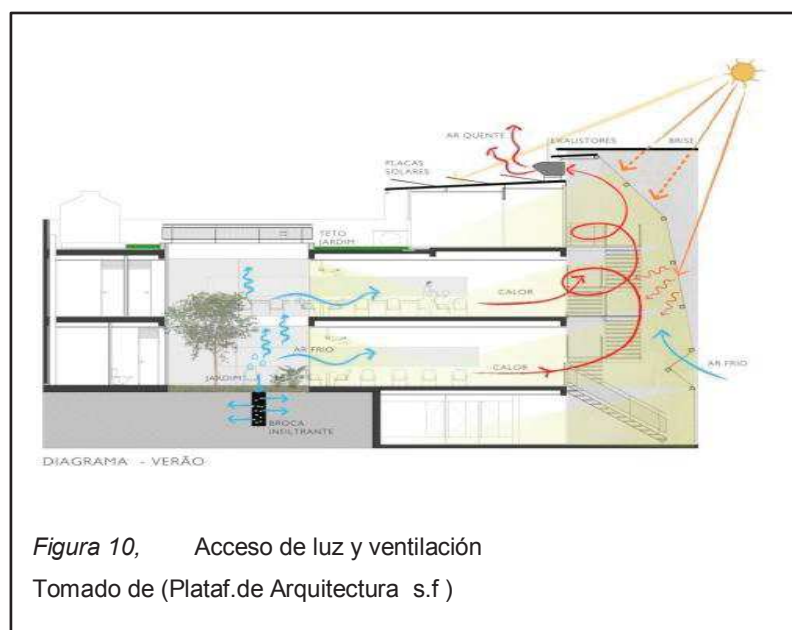 AR QUENTE
EXAUSTORES
BRISE
PLACAS
SOLARES
TETO
JARDIM
CALOR
AR FRIO
CALOR
AR FRIO
JARDIM
BROCA
INFILTRANTE
DIAGRAMA - VERÃO
Figura 10, Acceso de luz y ventilación
Tomado de (Plataf.de Arquitectura s.f )